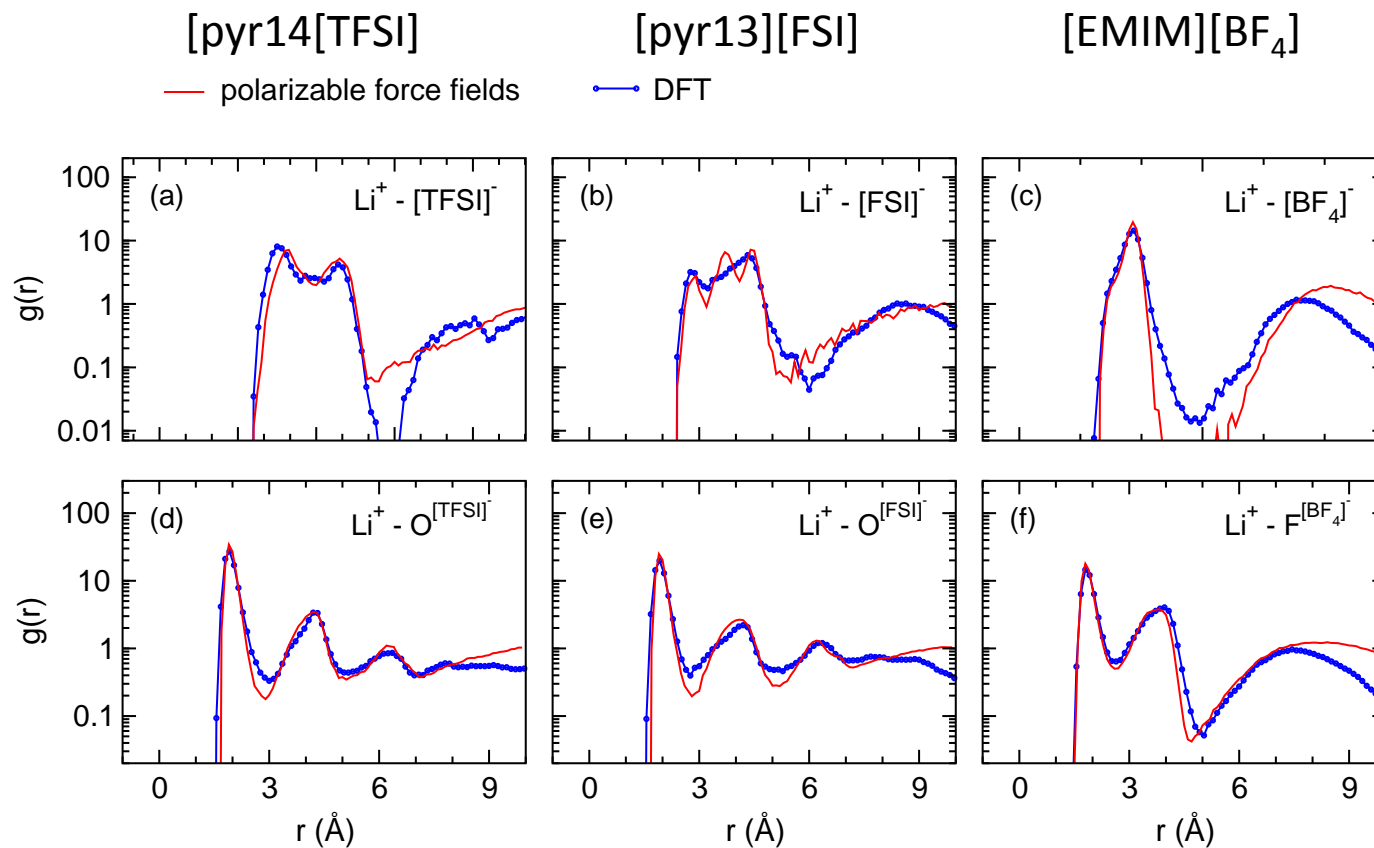 [pyr14[TFSI] [pyr13][FSI] [EMIM][BF₄]
polarizable force fields DFT
(a) Li⁺ - [TFSI]⁻
(b) Li⁺ - [FSI]⁻
(c) Li⁺ - [BF₄]⁻
100
10
1
0.1
0.01
g(r)
(d) Li⁺ - O^[TFSI]⁻
(e) Li⁺ - O^[FSI]⁻
(f) Li⁺ - F^[BF₄]⁻
100
10
1
0.1
g(r)
0 3 6 9 0 3 6 9 0 3 6 9
r (Å) r (Å) r (Å)